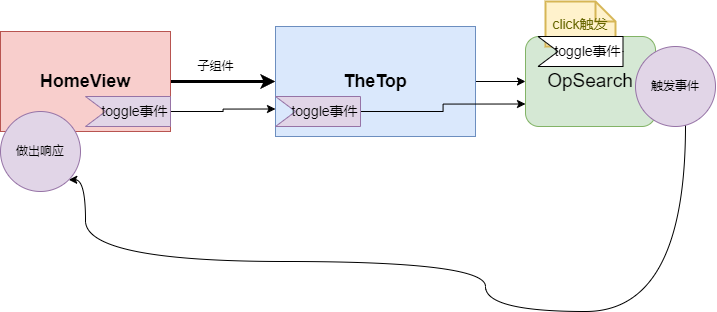 click触发
toggle事件
子组件
HomeView
TheTop
OpSearch
触发事件
toggle事件
toggle事件
做出响应